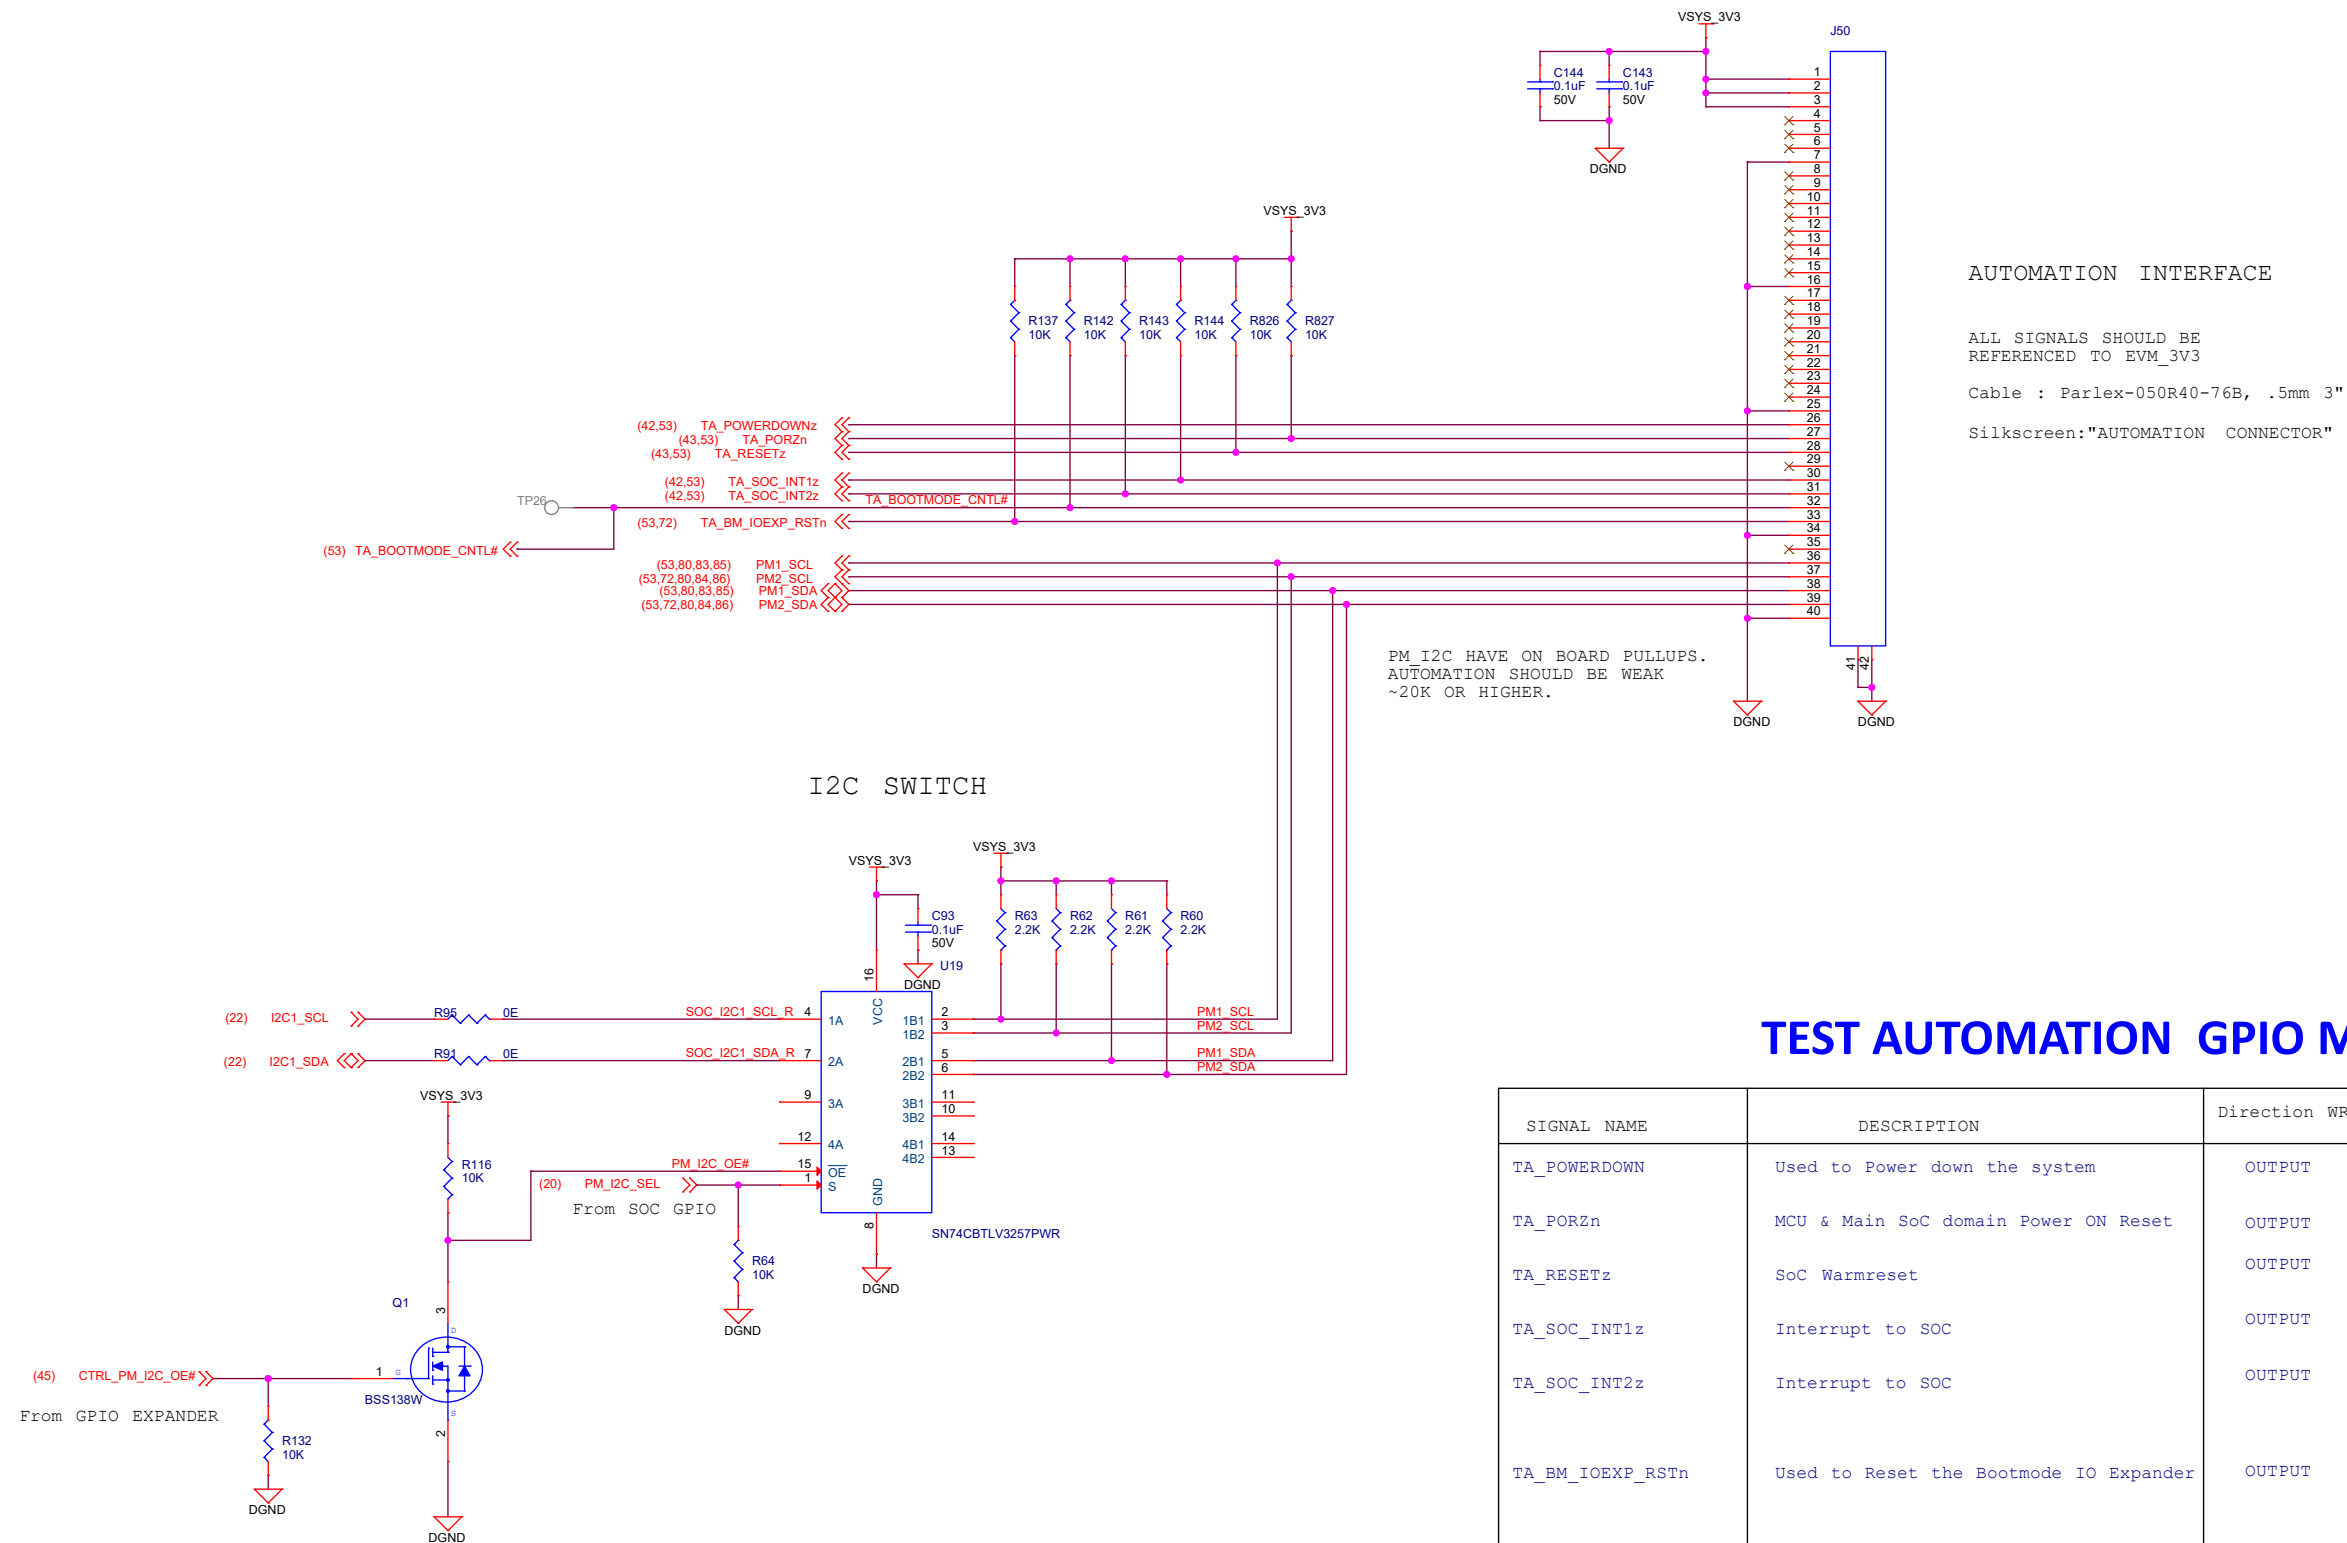 VSYS_3V3
J50
C144
0.1uF
50V
C143
0.1uF
50V
DGND
1
2
3
4
5
6
7
8
9
10
11
12
13
14
15
16
17
18
19
20
21
22
23
24
25
26
27
28
29
30
31
32
33
34
35
36
37
38
39
40
41
42
DGND
DGND
AUTOMATION INTERFACE
ALL SIGNALS SHOULD BE
REFERENCED TO EVM_3V3
Cable : Parlex-050R40-76B, .5mm 3"
Silkscreen:"AUTOMATION CONNECTOR"
VSYS_3V3
R137
10K
R142
10K
R143
10K
R144
10K
R826
10K
R827
10K
(42,53) TA_POWERDOWNz
(43,53) TA_PORZn
(43,53) TA_RESETz
(42,53) TA_SOC_INT1z
(42,53) TA_SOC_INT2z
TA_BOOTMODE_CNTL#
TP26
(53,72) TA_BM_IOEXP_RSTn
(53) TA_BOOTMODE_CNTL#
(53,80,83,85) PM1_SCL
(53,72,80,84,86) PM2_SCL
(53,80,83,85) PM1_SDA
(53,72,80,84,86) PM2_SDA
PM_I2C HAVE ON BOARD PULLUPS.
AUTOMATION SHOULD BE WEAK
~20K OR HIGHER.
I2C SWITCH
VSYS_3V3
VSYS_3V3
C93
0.1uF
50V
DGND
U19
R63
2.2K
R62
2.2K
R61
2.2K
R60
2.2K
(22) I2C1_SCL
R95 0E
SOC_I2C1_SCL_R 4
(22) I2C1_SDA
R91 0E
SOC_I2C1_SDA_R 7
16
VCC
1A
2A
9 3A
12 4A
15 OE
1 S
GND
8
1B1 2
1B2 3
2B1 5
2B2 6
3B1 11
3B2 10
4B1 14
4B2 13
PM1_SCL
PM2_SCL
PM1_SDA
PM2_SDA
SN74CBTLV3257PWR
DGND
VSYS_3V3
R116
10K
PM_I2C_OE#
(20) PM_I2C_SEL
From SOC GPIO
R64
10K
DGND
Q1
3
D
1
G
S
2
BSS138W
(45) CTRL_PM_I2C_OE#
From GPIO EXPANDER
R132
10K
DGND
DGND
TEST AUTOMATION GPIO M
SIGNAL NAME DESCRIPTION Direction WR
TA_POWERDOWN Used to Power down the system OUTPUT
TA_PORZn MCU & Main SoC domain Power ON Reset OUTPUT
TA_RESETz SoC Warmreset OUTPUT
TA_SOC_INT1z Interrupt to SOC OUTPUT
TA_SOC_INT2z Interrupt to SOC OUTPUT
TA_BM_IOEXP_RSTn Used to Reset the Bootmode IO Expander OUTPUT